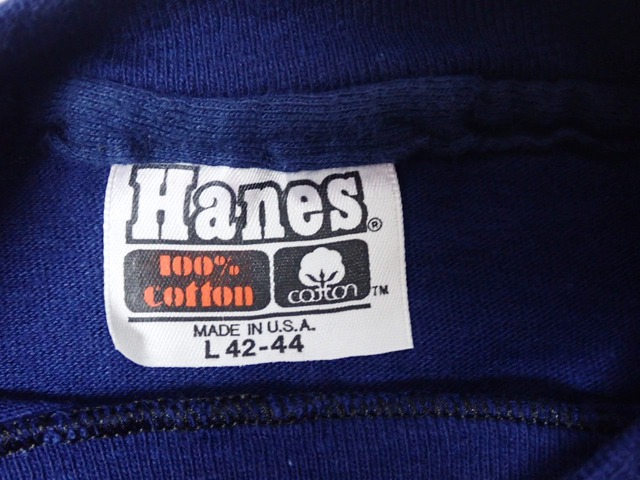 Hanes®
100% cotton
cotton™
MADE IN U.S.A.
L 42-44